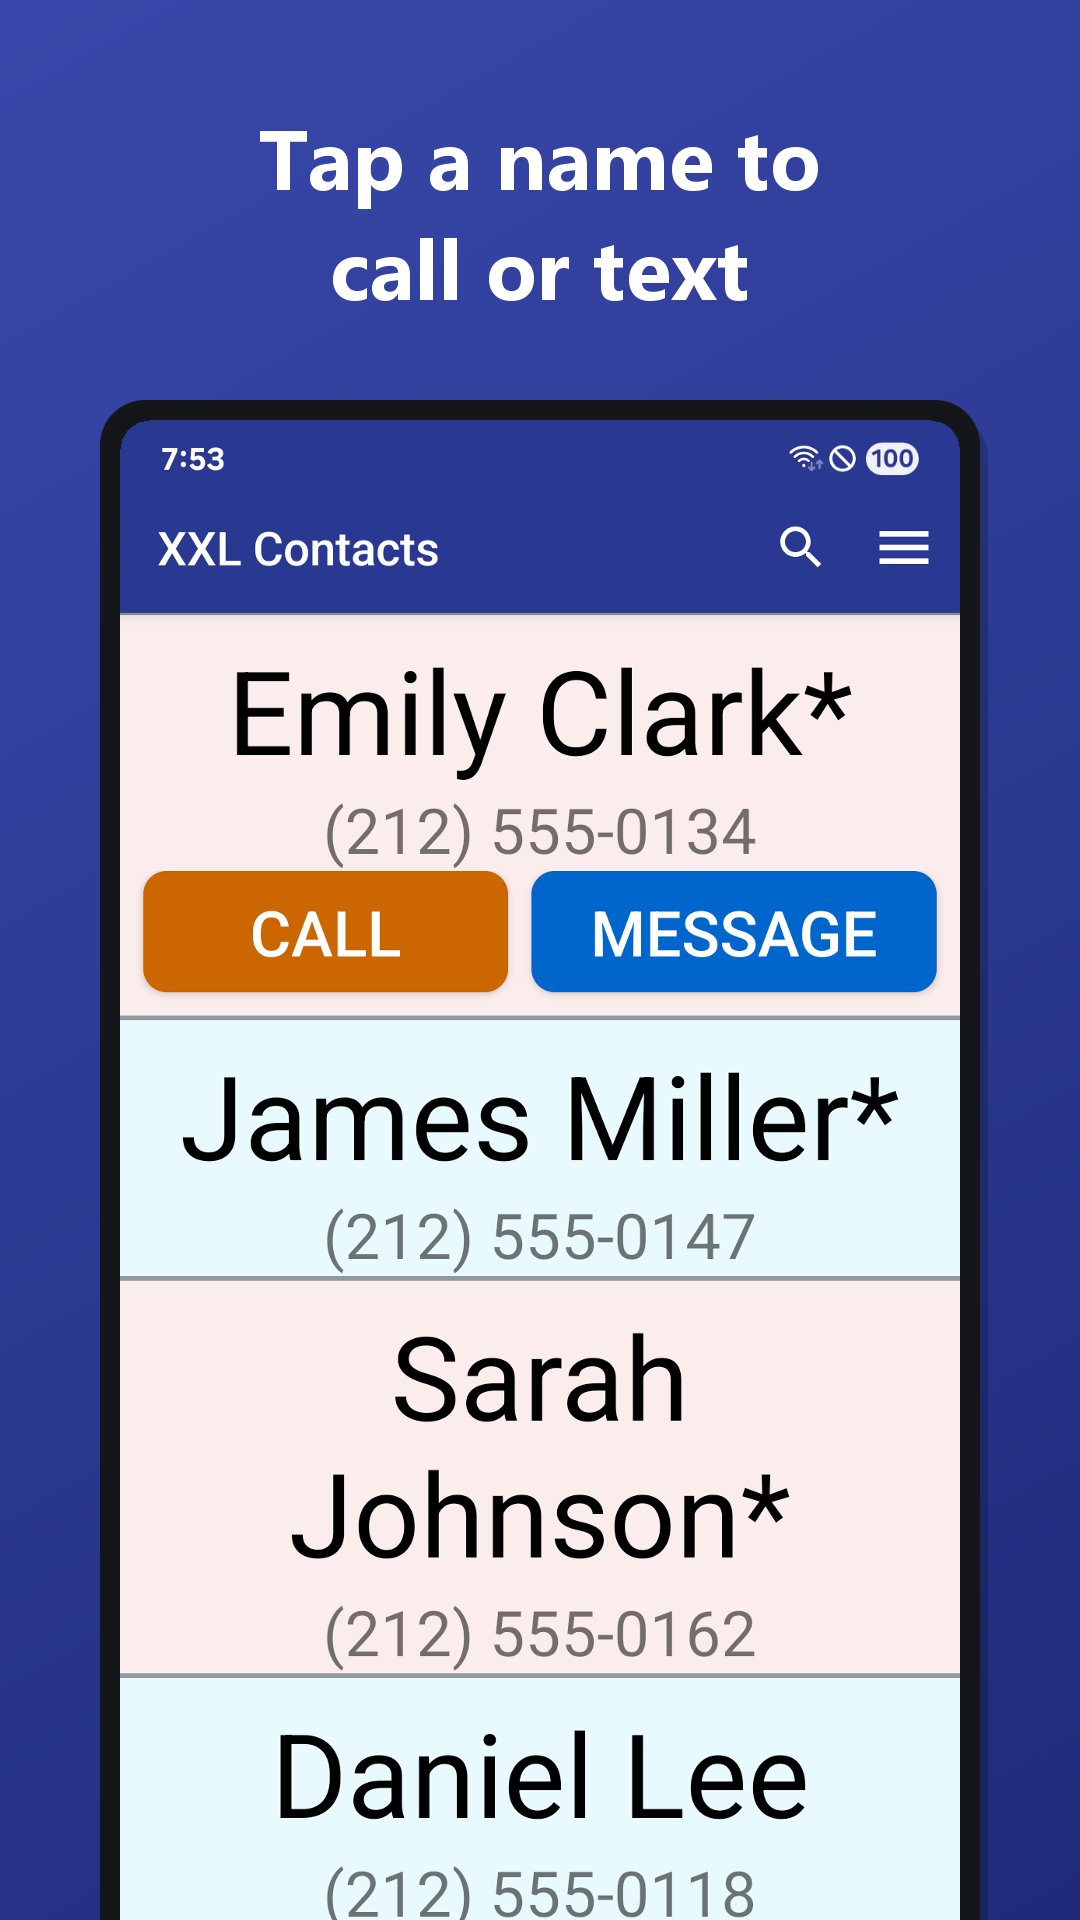 Tap a name to
call or text
7:53
100
XXL Contacts
Emily Clark*
(212) 555-0134
CALL
MESSAGE
James Miller*
(212) 555-0147
Sarah
Johnson*
(212) 555-0162
Daniel Lee
(212) 555-0118